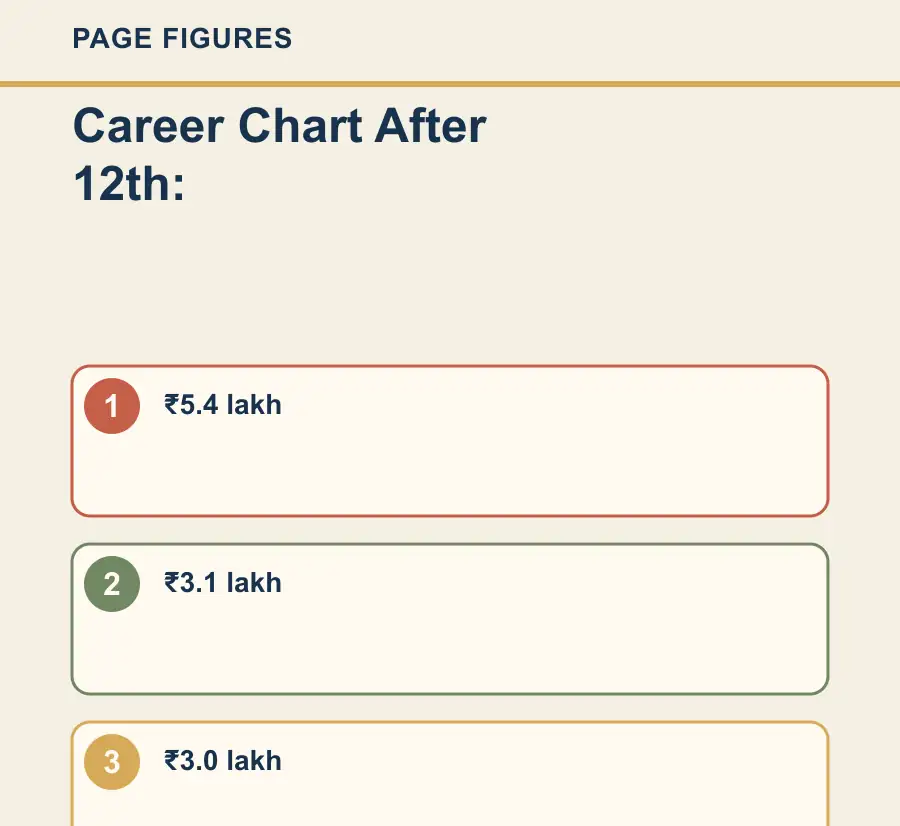 PAGE FIGURES
Career Chart After
12th:
1 ₹5.4 lakh
2 ₹3.1 lakh
3 ₹3.0 lakh